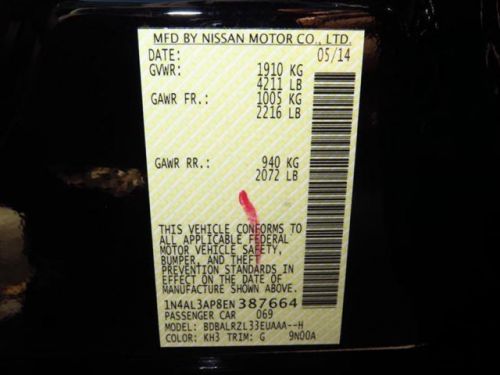 MFD BY NISSAN MOTOR CO., LTD.
DATE: 05/14
GVWR: 1910 KG
4211 LB
GAWR FR.: 1005 KG
2216 LB
GAWR RR.: 940 KG
2072 LB
THIS VEHICLE CONFORMS TO
ALL APPLICABLE FEDERAL
MOTOR VEHICLE SAFETY,
BUMPER, AND THEFT
PREVENTION STANDARDS IN
EFFECT ON THE DATE OF
MANUFACTURE SHOWN ABOVE.
1N4AL3AP8EN387664
PASSENGER CAR 069
MODEL: BDBALRZL33EUAAA--H
COLOR: KH3 TRIM: G 9N00A